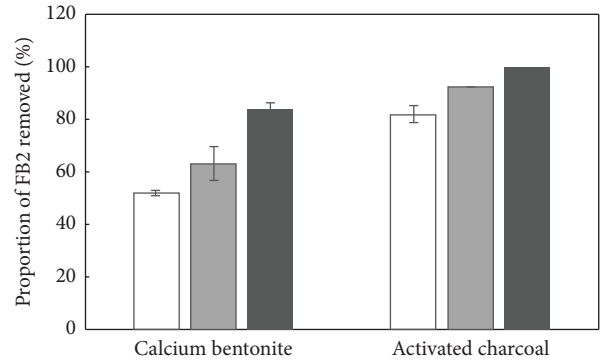 120
100
80
60
40
20
0
Proportion of FB2 removed (%)
Calcium bentonite
Activated charcoal